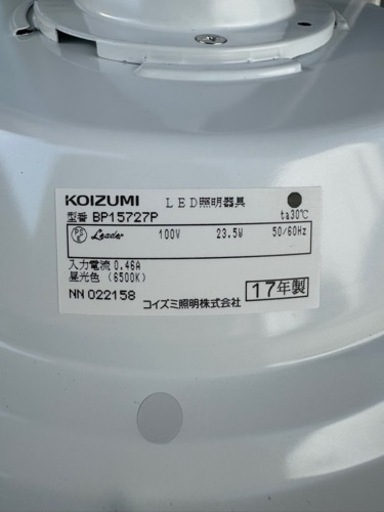 KOIZUMI LED照明器具
型番 BP15727P ta30℃
PS E Leader 100V 23.5W 50/60Hz
入力電流 0.46A
昼光色 (6500K)
NN 022158 コイズミ照明株式会社 17年製